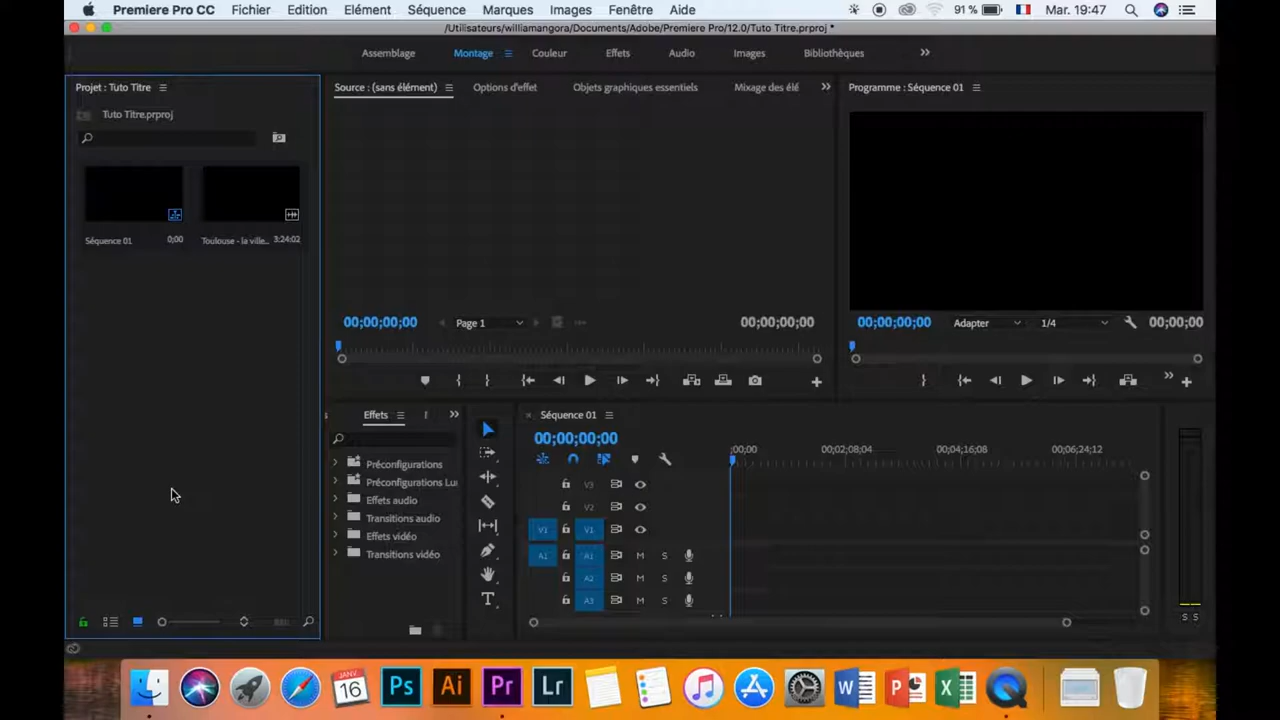 Premiere Pro CC Fichier Edition Elément Séquence Marques Images Fenêtre Aide 91 % Mar. 19:47
/Utilisateurs/williamangora/Documents/Adobe/Premiere Pro/12.0/Tuto Titre.prproj *
Assemblage Montage Couleur Effets Audio Images Bibliothèques
Projet : Tuto Titre
Source : (sans élément) Options d'effet Objets graphiques essentiels Mixage des élé
Programme : Séquence 01
Tuto Titre.prproj
Séquence 01 0;00 Toulouse - la ville... 3:24:02
00;00;00;00 Page 1 00;00;00;00
00;00;00;00 Adapter 1/4 00;00;00
Effets
Séquence 01
00;00;00;00
;00;00 00;02;08;04 00;04;16;08 00;06;24;12
Préconfigurations
Préconfigurations Lu
Effets audio
Transitions audio
Effets vidéo
Transitions vidéo
V3
V2
V1 V1
A1 A1 M S
A2 M S
A3 M S
S S
JANV. 16 Ps Ai Pr Lr W P X